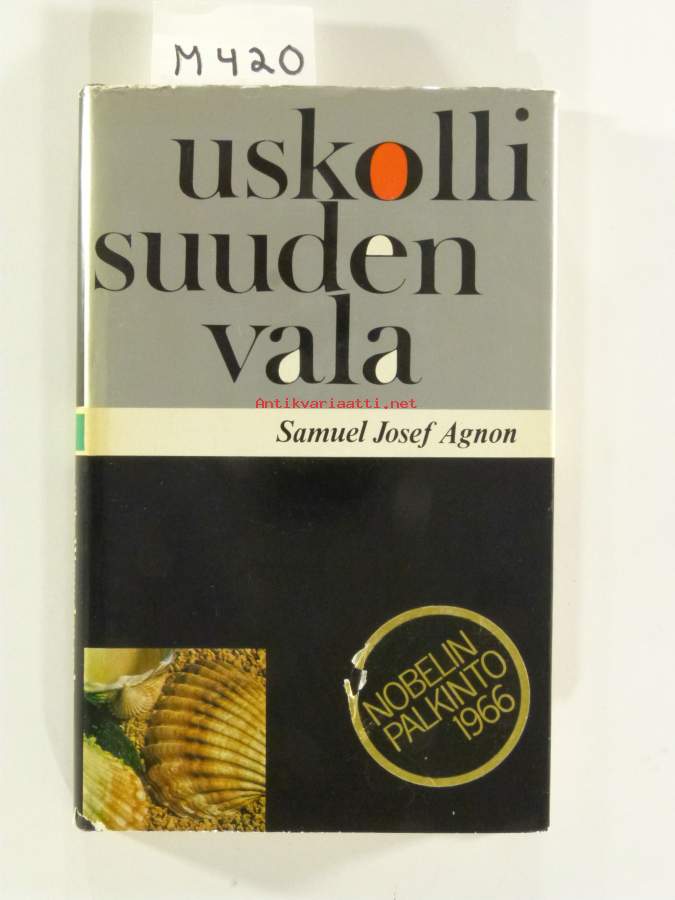 M420
uskolli
suuden
vala
Antikvariaatti.net
Samuel Josef Agnon
NOBELIN
PALKINTO
1966